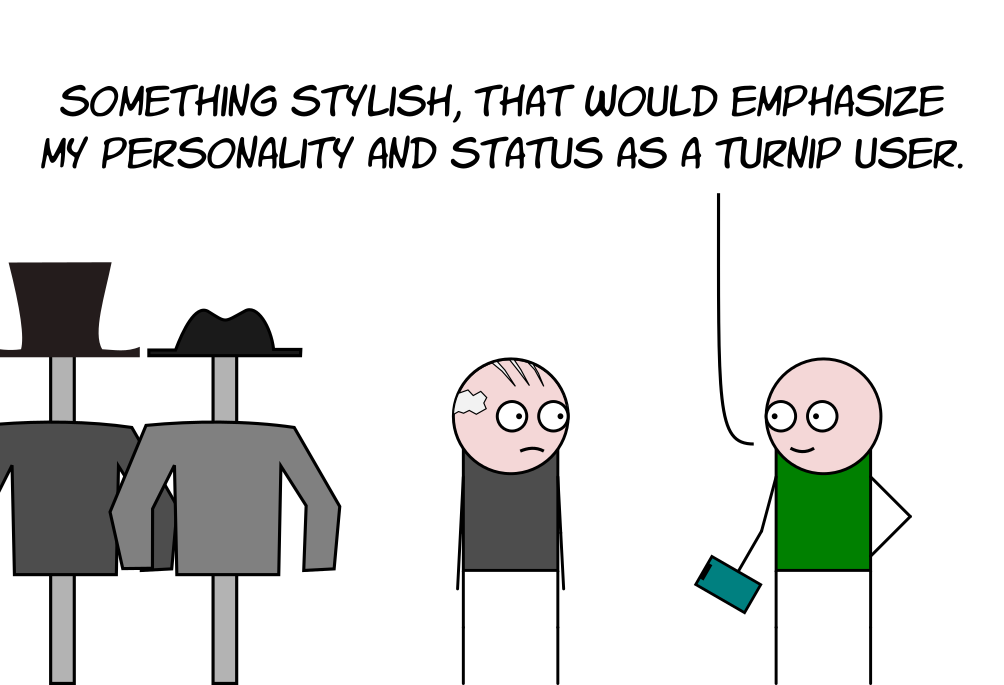 SOMETHING STYLISH, THAT WOULD EMPHASIZE
MY PERSONALITY AND STATUS AS A TURNIP USER.